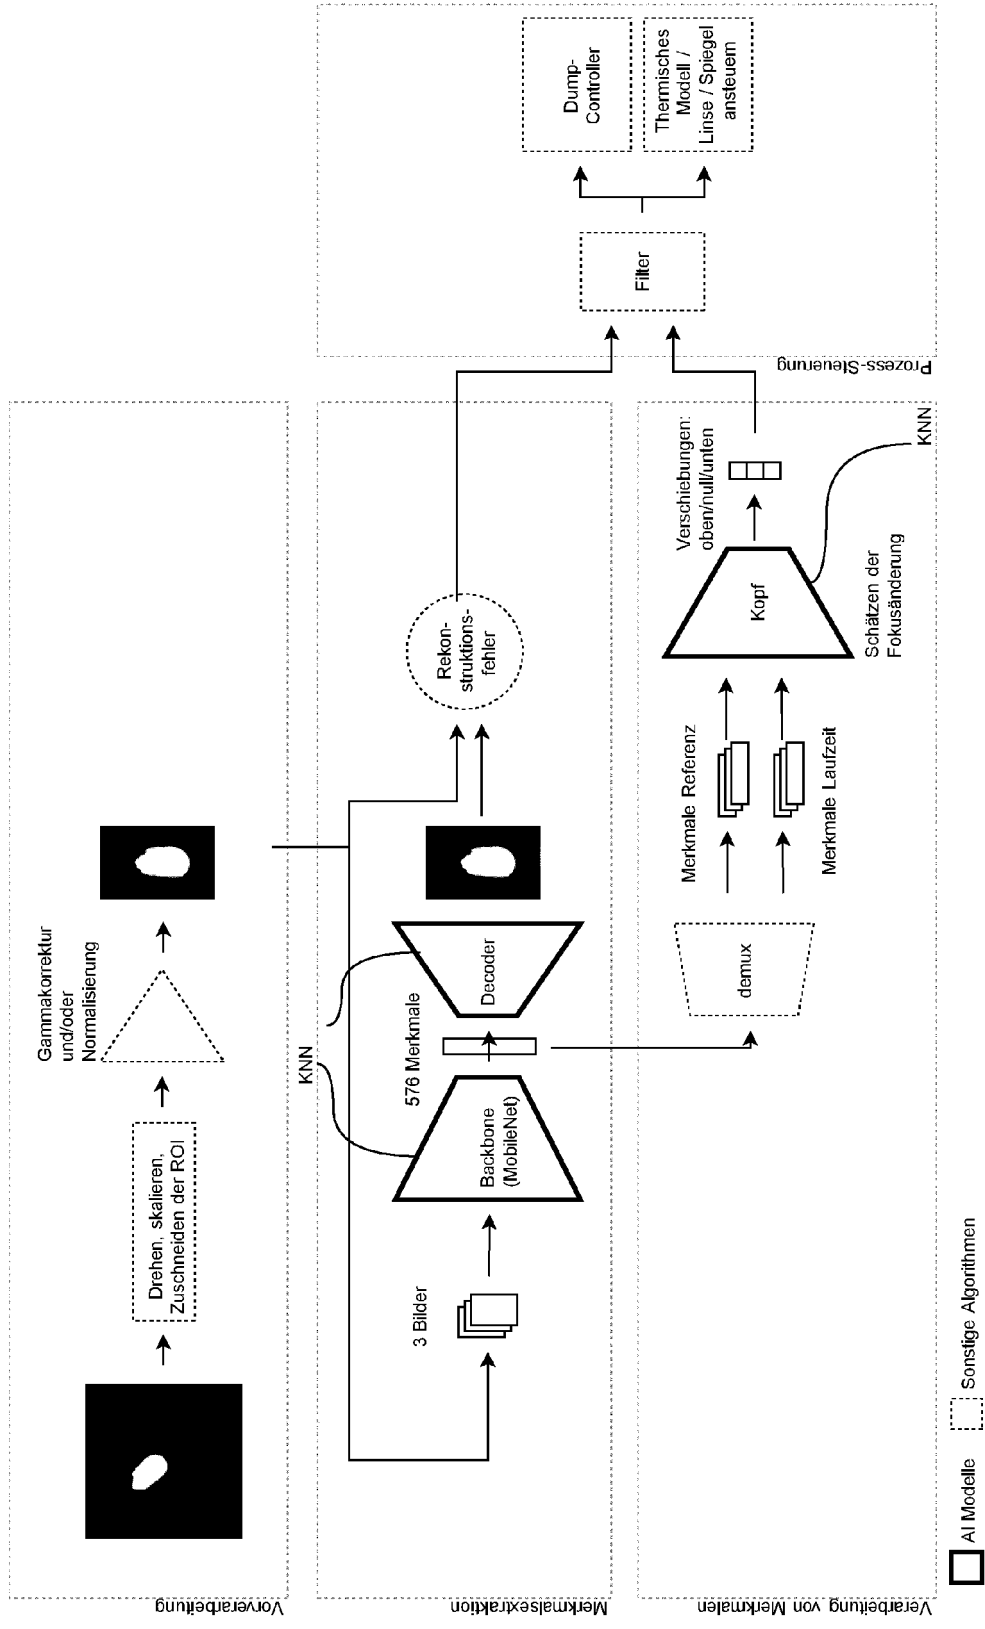 Vorverarbeitung
Drehen, skalieren,
Zuschneiden der ROI
Gammakorrektur
und/oder
Normalisierung
Merkmalsextraktion
3 Bilder
Backbone
(MobileNet)
KNN
576 Merkmale
Decoder
Rekon-
struktions-
fehler
Verarbeitung von Merkmalen
demux
Merkmale Referenz
Merkmale Laufzeit
Kopf
Schätzen der
Fokusänderung
Verschiebungen:
oben/null/unten
KNN
Prozess-Steuerung
Filter
Dump-
Controller
Thermisches
Modell /
Linse / Spiegel
ansteuern
AI Modelle
Sonstige Algorithmen